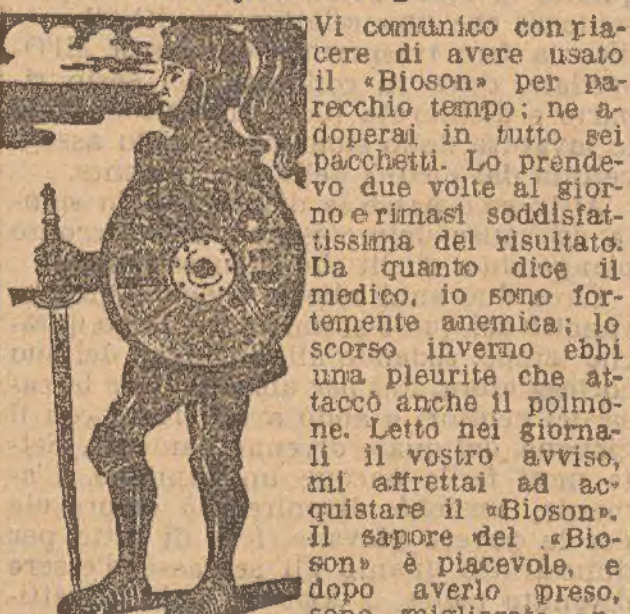 Vi comunico con pia-
cere di avere usato
il «Bioson» per pa-
recchio tempo; ne a-
doperai in tutto sei
pacchetti. Lo prende-
vo due volte al gior-
no e rimasi soddisfat-
tissima del risultato.
Da quanto dice il
medico, io sono for-
temente anemica; lo
scorso inverno ebbi
una pleurite che at-
taccò anche il polmo-
ne. Letto nei giorna-
li il vostro avviso,
mi affrettai ad ac-
quistare il «Bioson».
Il sapore del «Bio-
son» è piacevole, e
dopo averlo preso,